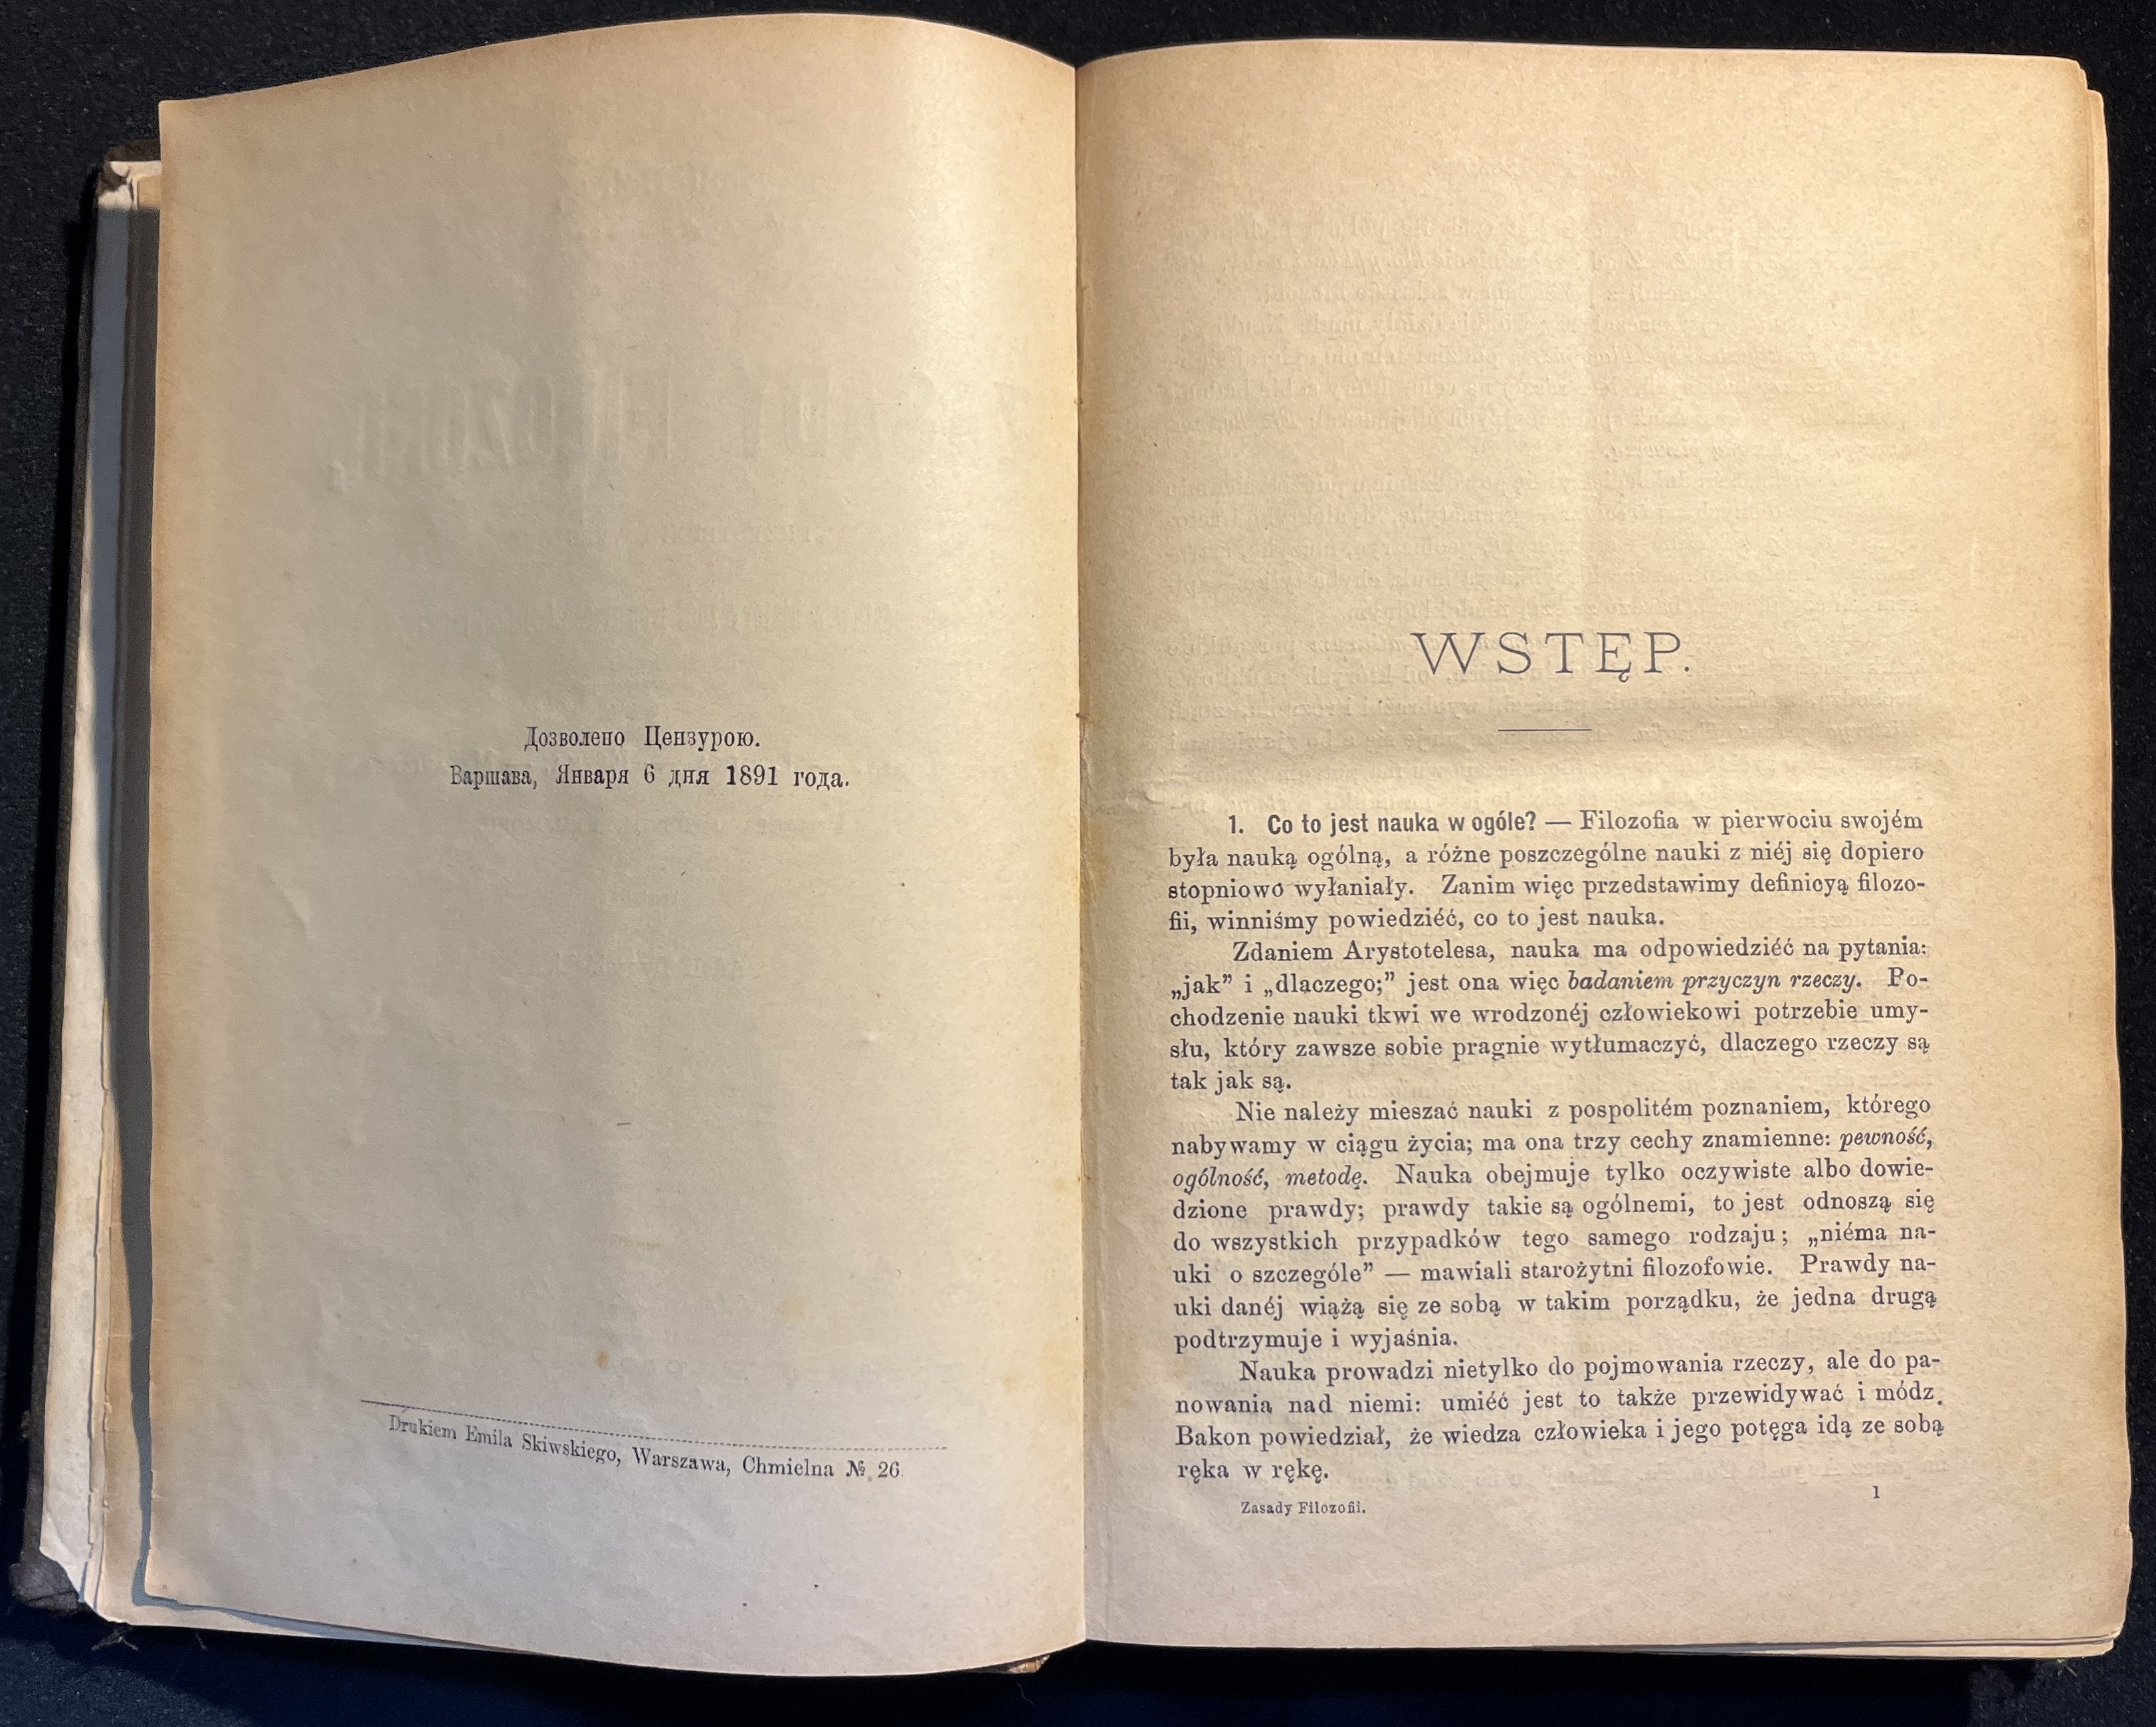 Дозволено Цензурою.
Варшава, Января 6 дня 1891 года.
Drukiem Emila Skiwskiego, Warszawa, Chmielna № 26.
WSTĘP.
1. Co to jest nauka w ogóle? — Filozofia w pierwociu swojém
była nauką ogólną, a różne poszczególne nauki z niéj się dopiero
stopniowo wyłaniały. Zanim więc przedstawimy definicyą filozo-
fii, winniśmy powiedziéć, co to jest nauka.
Zdaniem Arystotelesa, nauka ma odpowiedziéć na pytania:
„jak” i „dlaczego;” jest ona więc badaniem przyczyn rzeczy. Po-
chodzenie nauki tkwi we wrodzonéj człowiekowi potrzebie umy-
słu, który zawsze sobie pragnie wytłumaczyć, dlaczego rzeczy są
tak jak są.
Nie należy mieszać nauki z pospolitém poznaniem, którego
nabywamy w ciągu życia; ma ona trzy cechy znamienne: pewność,
ogólność, metodę. Nauka obejmuje tylko oczywiste albo dowie-
dzione prawdy; prawdy takie są ogólnemi, to jest odnoszą się
do wszystkich przypadków tego samego rodzaju; „niéma na-
uki o szczególe” — mawiali starożytni filozofowie. Prawdy na-
uki danéj wiążą się ze sobą w takim porządku, że jedna drugą
podtrzymuje i wyjaśnia.
Nauka prowadzi nietylko do pojmowania rzeczy, ale do pa-
nowania nad niemi: umiéć jest to także przewidywać i módz.
Bakon powiedział, że wiedza człowieka i jego potęga idą ze sobą
ręka w rękę.
Zasady Filozofii. 1